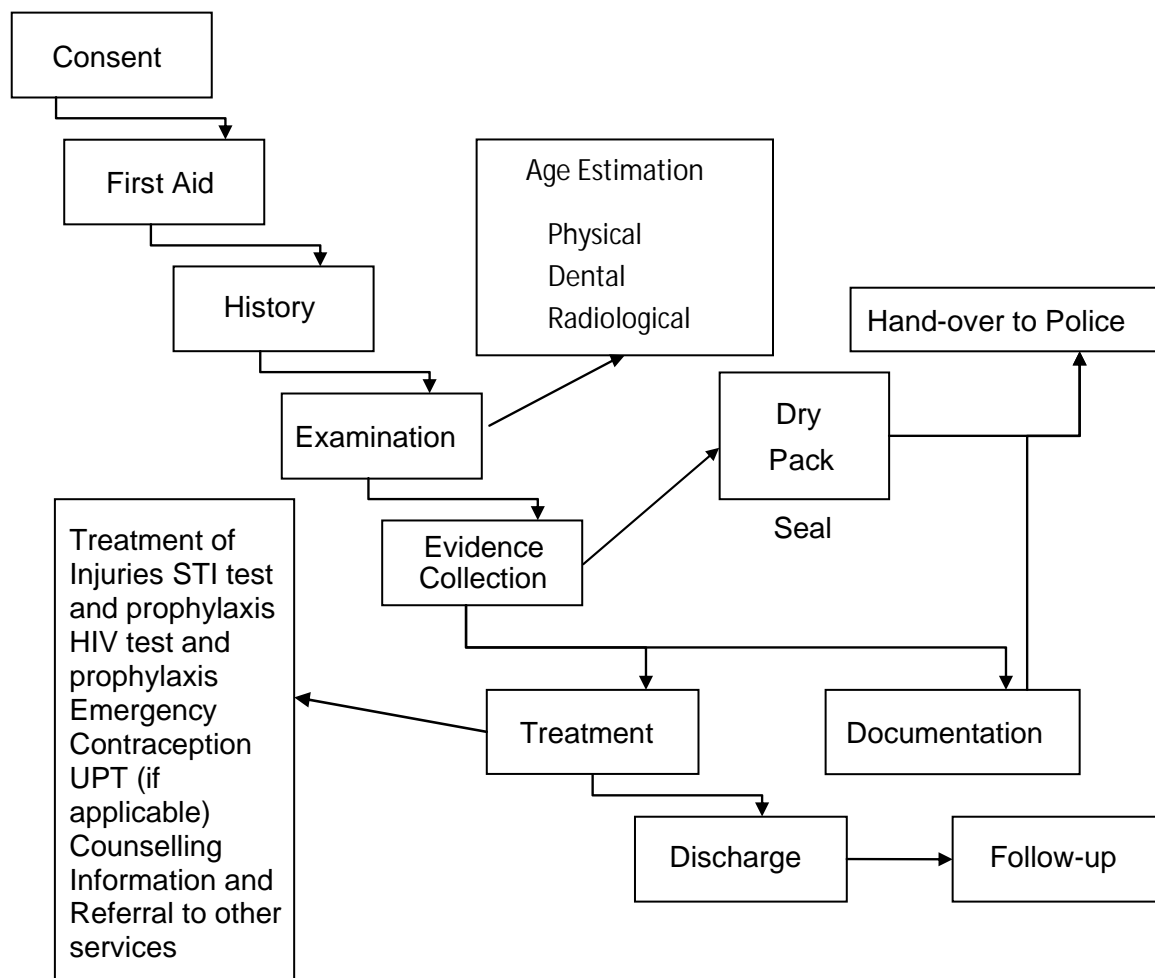 Consent
First Aid
History
Age Estimation
Physical
Dental
Radiological
Hand-over to Police
Examination
Dry
Pack
Seal
Evidence
Collection
Treatment of
Injuries STI test
and prophylaxis
HIV test and
prophylaxis
Emergency
Contraception
UPT (if
applicable)
Counselling
Information and
Referral to other
services
Treatment
Documentation
Discharge
Follow-up